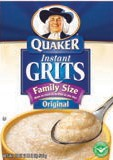 QUAKER
Instant
GRITS
Family Size
Original